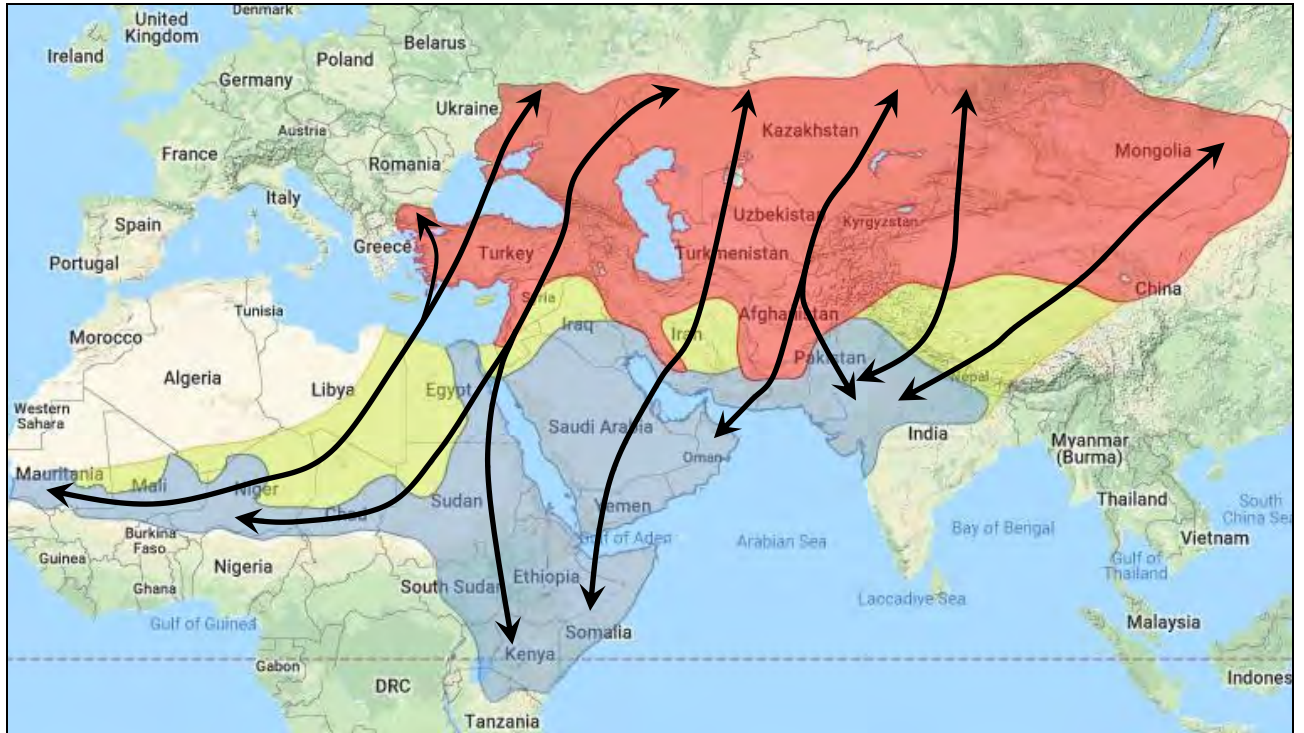 Denmark
United
Kingdom
Ireland
Belarus
Poland
Germany
Ukraine
Kazakhstan
Austria
Mongolia
France
Romania
Italy
Uzbekistan
Kyrgyzstan
Spain
Greece
Turkey
Turkmenistan
Portugal
China
Syria
Tunisia
Afghanistan
Iraq
Iran
Morocco
Pakistan
Algeria
Libya
Egypt
Nepal
Western
Sahara
Saudi Arabia
India
Myanmar
(Burma)
Oman
Mauritania
Mali
Niger
Sudan
Thailand
South
China Sea
Yemen
Chad
Bay of Bengal
Burkina
Faso
Gulf of Aden
Arabian Sea
Vietnam
Guinea
Nigeria
Gulf of
Thailand
Ethiopia
Ghana
South Sudan
Laccadive Sea
Gulf of Guinea
Somalia
Malaysia
Kenya
Gabon
DRC
Indones
Tanzania